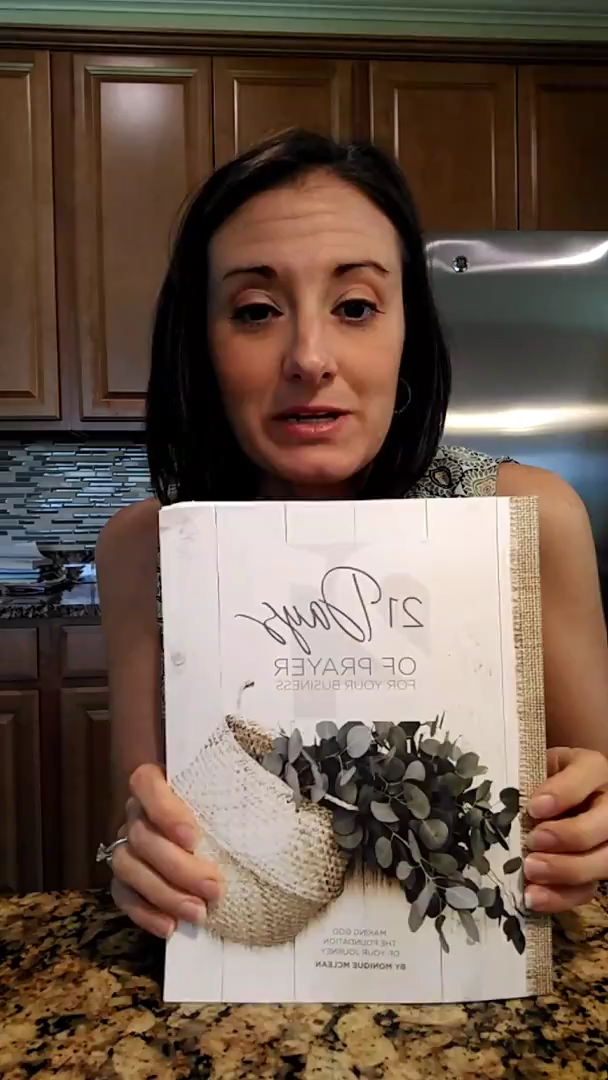 21 Days
OF PRAYER
FOR YOUR BUSINESS
MAKING GOD
THE FOUNDATION
OF YOUR JOURNEY
BY MONIQUE MCLEAN